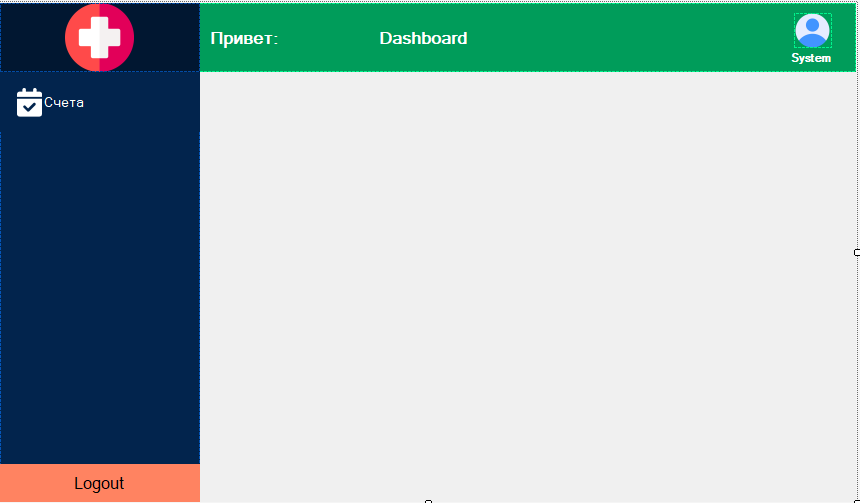 Привет:
Dashboard
System
Счета
Logout